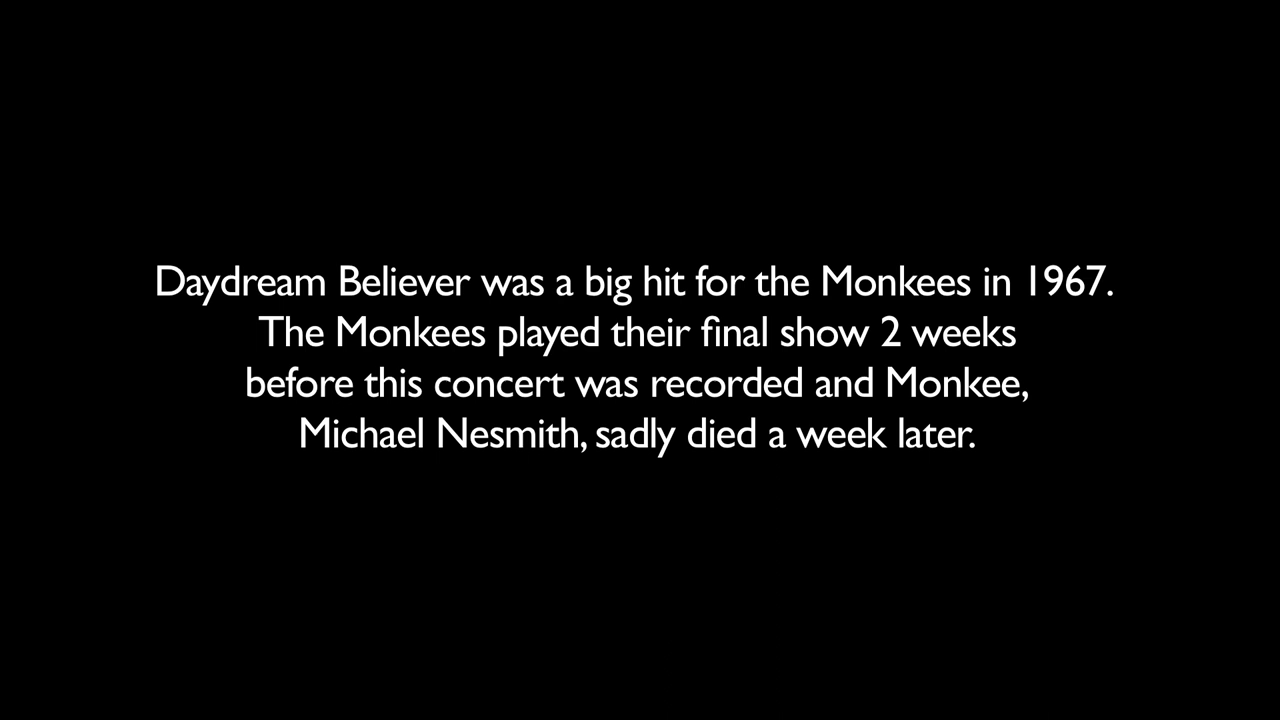 Daydream Believer was a big hit for the Monkees in 1967.
The Monkees played their final show 2 weeks
before this concert was recorded and Monkee,
Michael Nesmith, sadly died a week later.